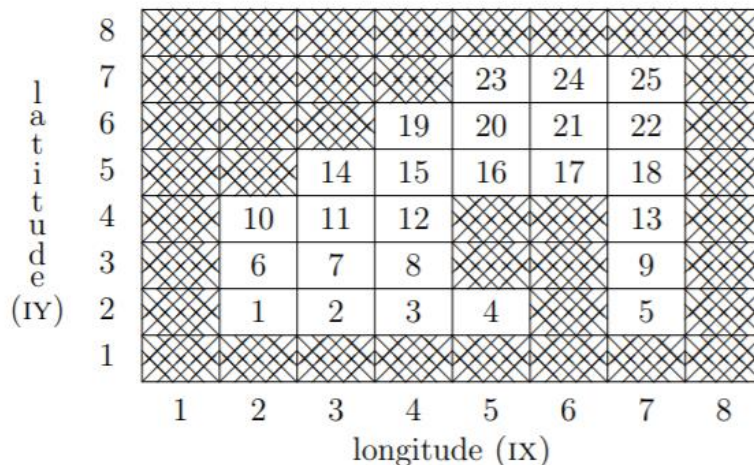 8
7 23 24 25
6 19 20 21 22
5 14 15 16 17 18
4 10 11 12 13
3 6 7 8 9
2 1 2 3 4 5
1
latitude
(IY)
1 2 3 4 5 6 7 8
longitude (IX)